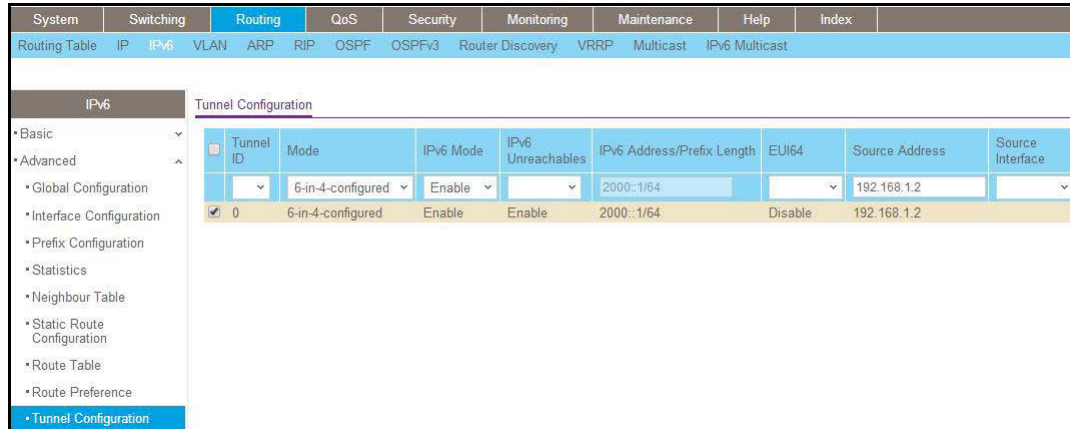 System Switching Routing QoS Security Monitoring Maintenance Help Index
Routing Table IP IPv6 VLAN ARP RIP OSPF OSPFv3 Router Discovery VRRP Multicast IPv6 Multicast
IPv6
Basic
Advanced
Global Configuration
Interface Configuration
Prefix Configuration
Statistics
Neighbour Table
Static Route
Configuration
Route Table
Route Preference
Tunnel Configuration
Tunnel Configuration
Tunnel ID Mode IPv6 Mode IPv6 Unreachables IPv6 Address/Prefix Length EUI64 Source Address Source Interface
6-in-4-configured Enable 2000::1/64 192.168.1.2
0 6-in-4-configured Enable Enable 2000::1/64 Disable 192.168.1.2